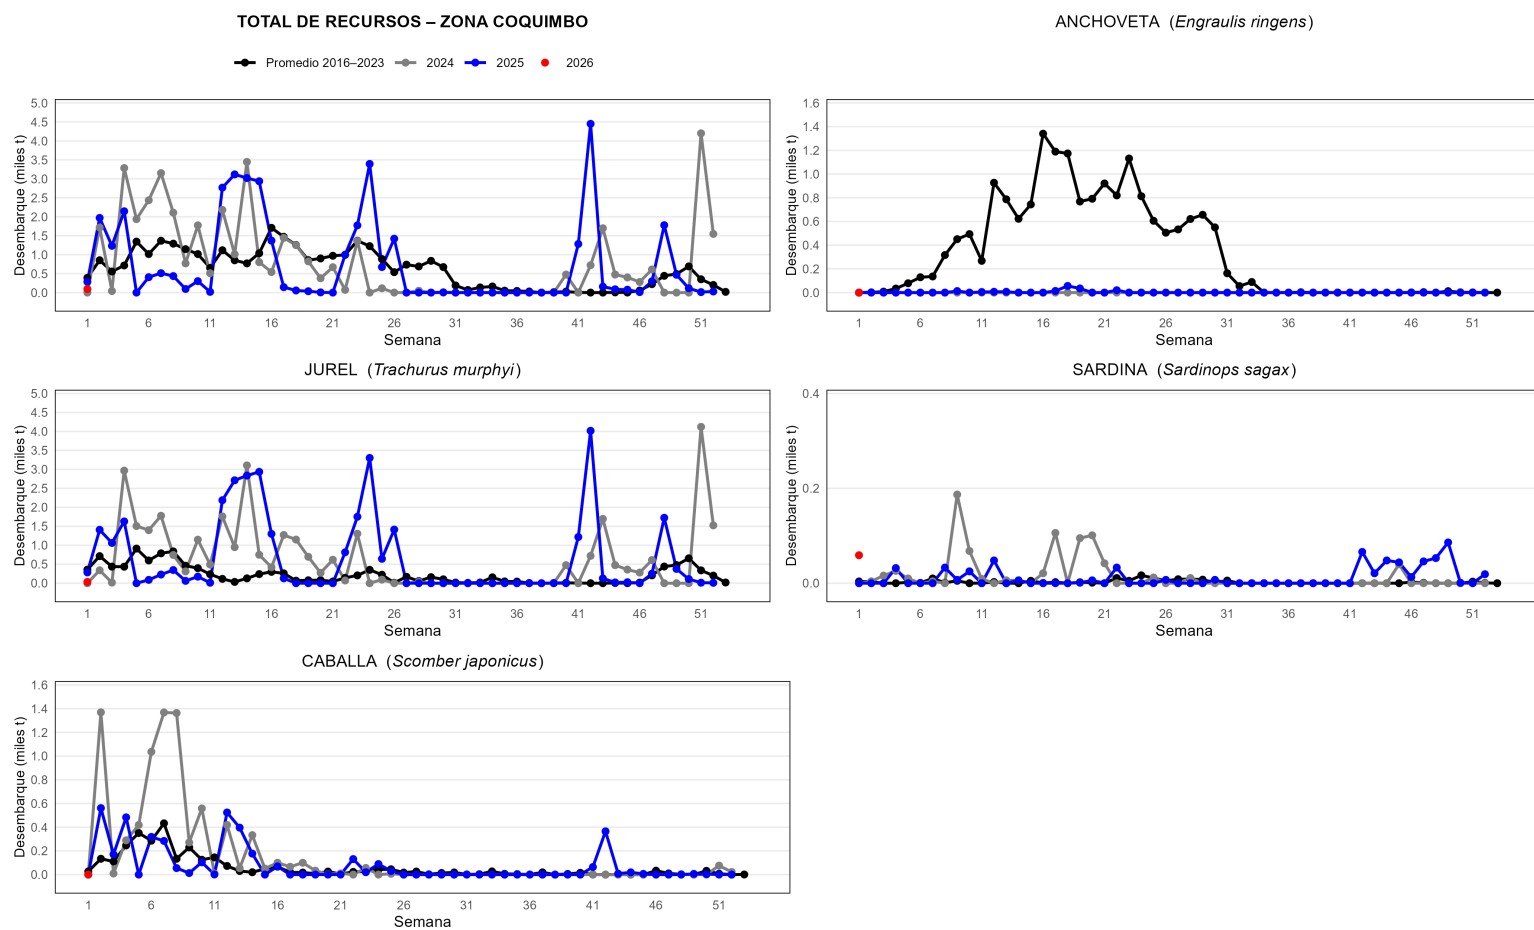 TOTAL DE RECURSOS – ZONA COQUIMBO
Promedio 2016–2023 2024 2025 2026
Desembarque (miles t)
5.0
4.5
4.0
3.5
3.0
2.5
2.0
1.5
1.0
0.5
0.0
1 6 11 16 21 26 31 36 41 46 51
Semana
ANCHOVETA (Engraulis ringens)
Desembarque (miles t)
1.6
1.4
1.2
1.0
0.8
0.6
0.4
0.2
0.0
1 6 11 16 21 26 31 36 41 46 51
Semana
JUREL (Trachurus murphyi)
Desembarque (miles t)
5.0
4.5
4.0
3.5
3.0
2.5
2.0
1.5
1.0
0.5
0.0
1 6 11 16 21 26 31 36 41 46 51
Semana
SARDINA (Sardinops sagax)
Desembarque (miles t)
0.4
0.2
0.0
1 6 11 16 21 26 31 36 41 46 51
Semana
CABALLA (Scomber japonicus)
Desembarque (miles t)
1.6
1.4
1.2
1.0
0.8
0.6
0.4
0.2
0.0
1 6 11 16 21 26 31 36 41 46 51
Semana